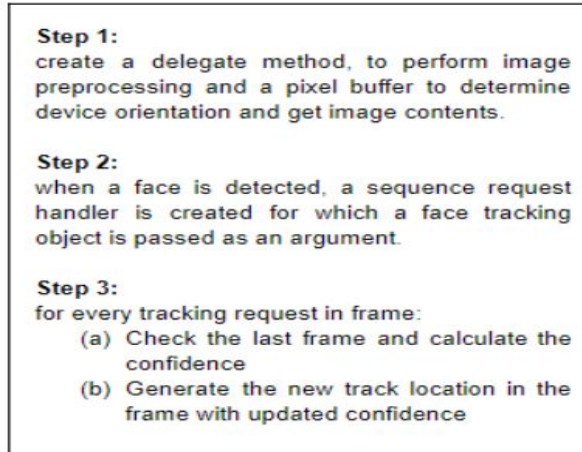 Step 1:
create a delegate method, to perform image
preprocessing and a pixel buffer to determine
device orientation and get image contents.
Step 2:
when a face is detected, a sequence request
handler is created for which a face tracking
object is passed as an argument.
Step 3:
for every tracking request in frame:
(a) Check the last frame and calculate the
confidence
(b) Generate the new track location in the
frame with updated confidence